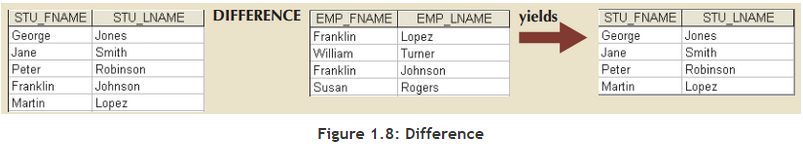 STU_FNAME STU_LNAME
George Jones
Jane Smith
Peter Robinson
Franklin Johnson
Martin Lopez
DIFFERENCE
EMP_FNAME EMP_LNAME
Franklin Lopez
William Turner
Franklin Johnson
Susan Rogers
yields
STU_FNAME STU_LNAME
George Jones
Jane Smith
Peter Robinson
Martin Lopez
Figure 1.8: Difference